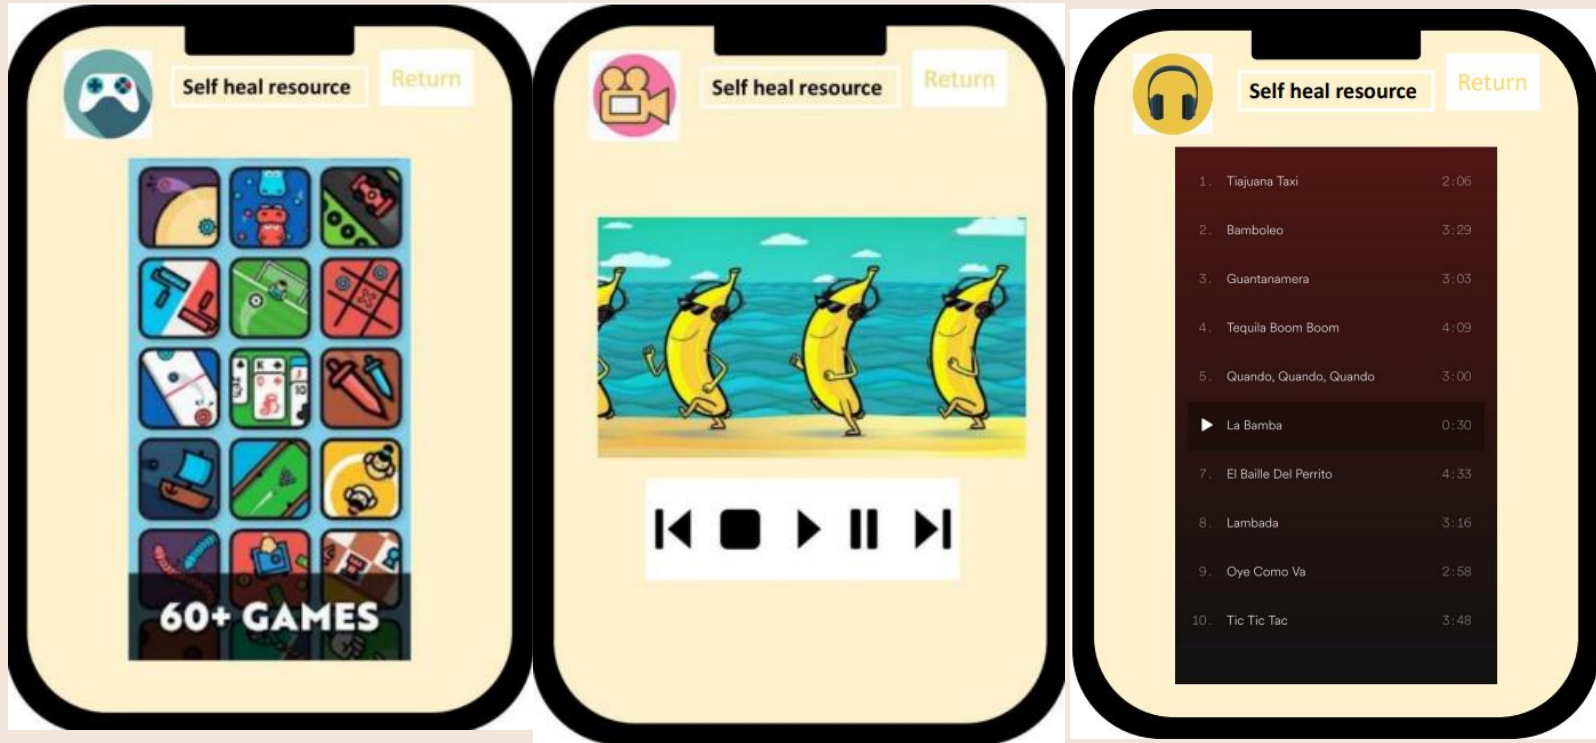 Self heal resource
Return
60+ GAMES
Self heal resource
Return
Self heal resource
Return
1. Tiajuana Taxi 2:06
2. Bamboleo 3:29
3. Guantanamera 3:03
4. Tequila Boom Boom 4:09
5. Quando, Quando, Quando 3:00
La Bamba 0:30
7. El Baille Del Perrito 4:33
8. Lambada 3:16
9. Oye Como Va 2:58
10. Tic Tic Tac 3:48